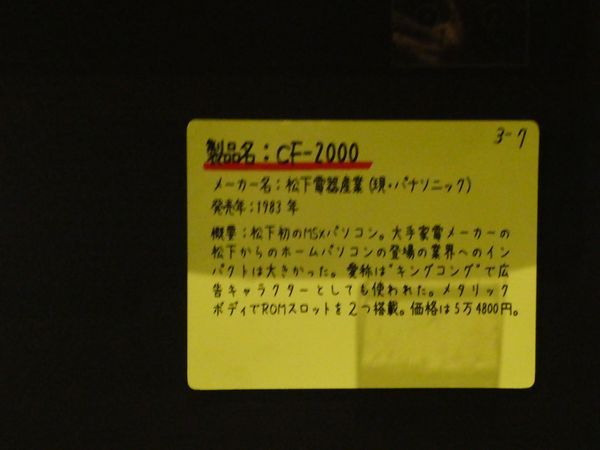 3-7
製品名:CF-2000
メーカー名:松下電器産業(現・パナソニック)
発売年:1983年
概要:松下初のMSXパソコン。大手家電メーカーの
松下からのホームパソコンの登場の業界へのイン
パクトは大きかった。愛称は"キングコング"で広
告キャラクターとしても使われた。メタリック
ボディでROMスロットを2つ搭載。価格は5万4800円。